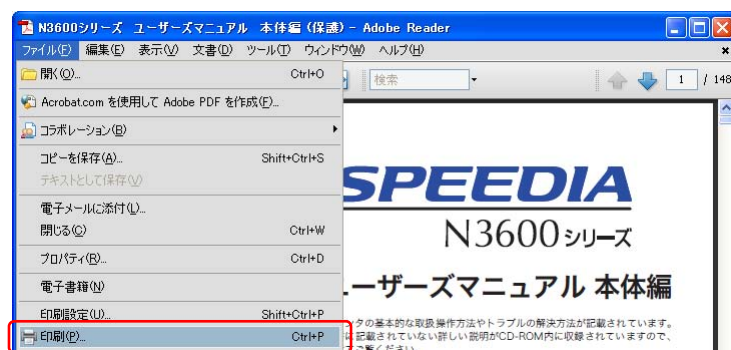 N3600シリーズ ユーザーズマニュアル 本体編 (保護) - Adobe Reader
ファイル(F) 編集(E) 表示(V) 文書(D) ツール(T) ウィンドウ(W) ヘルプ(H)
開く(O)... Ctrl+O
検索
1 / 148
Acrobat.com を使用して Adobe PDF を作成(F)...
コラボレーション(B)
コピーを保存(A)... Shift+Ctrl+S
テキストとして保存(V)
電子メールに添付(L)...
閉じる(C) Ctrl+W
プロパティ(R)... Ctrl+D
電子書籍(N)
印刷設定(U)... Shift+Ctrl+P
印刷(P)... Ctrl+P
SPEEDIA
N3600シリーズ
ーザーズマニュアル 本体編
タの基本的な取扱操作方法やトラブルの解決方法が記載されています。
に記載されていない詳しい説明がCD-ROM内に収録されていますので、